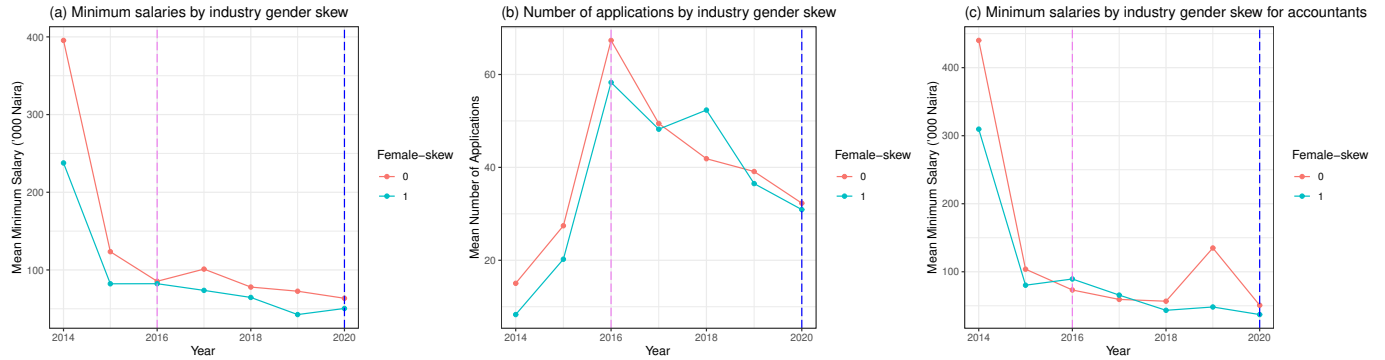 (a) Minimum salaries by industry gender skew
Mean Minimum Salary ('000 Naira)
400
300
200
100
2014 2016 2018 2020
Year
Female−skew
0
1
(b) Number of applications by industry gender skew
Mean Number of Applications
60
40
20
2014 2016 2018 2020
Year
Female−skew
0
1
(c) Minimum salaries by industry gender skew for accountants
Mean Minimum Salary ('000 Naira)
400
300
200
100
2014 2016 2018 2020
Year
Female−skew
0
1